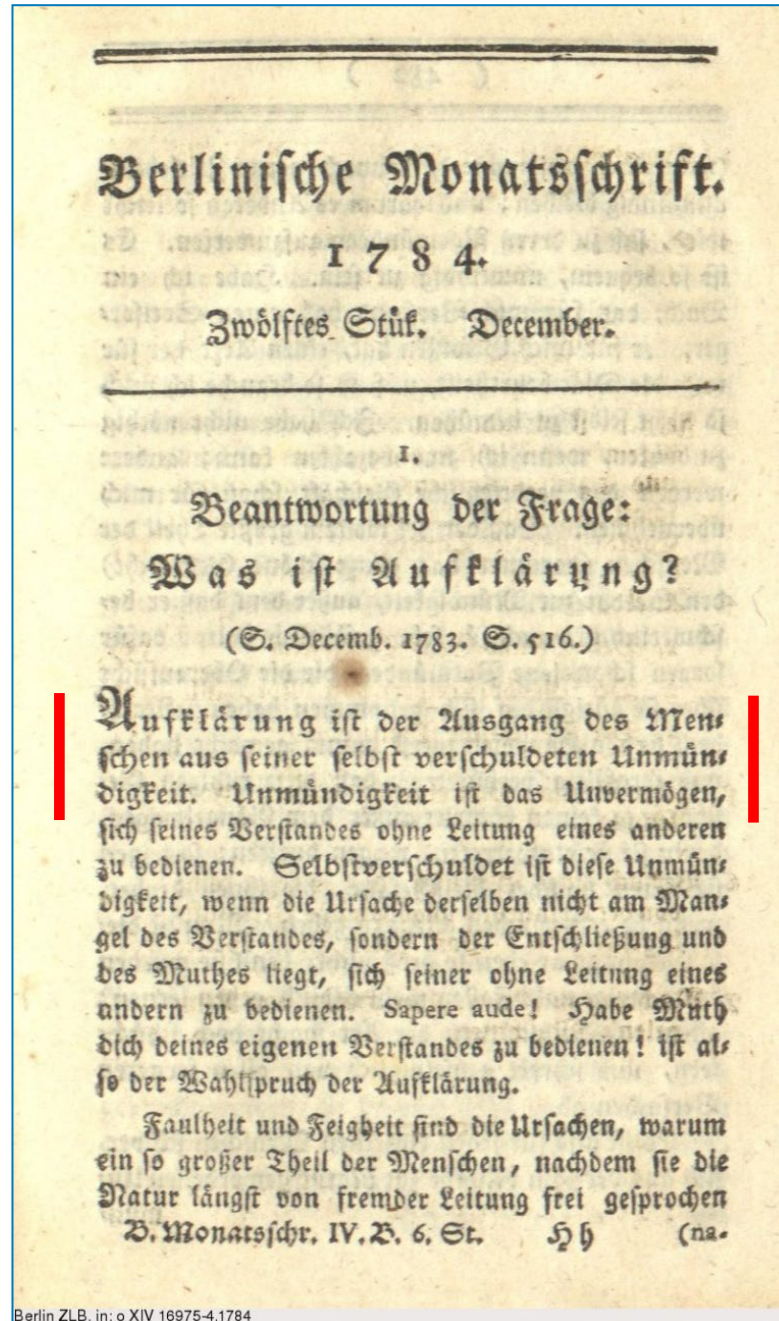 Berlinische Monatsschrift.
1784.
Zwölftes Stük. December.
1.
Beantwortung der Frage:
Was ist Aufklärung?
(S. Decemb. 1783. S. 516.)
Aufklärung ist der Ausgang des Men-
schen aus seiner selbst verschuldeten Unmün-
digkeit. Unmündigkeit ist das Unvermögen,
sich seines Verstandes ohne Leitung eines anderen
zu bedienen. Selbstverschuldet ist diese Unmün-
digkeit, wenn die Ursache derselben nicht am Man-
gel des Verstandes, sondern der Entschließung und
des Muthes liegt, sich seiner ohne Leitung eines
andern zu bedienen. Sapere aude! Habe Muth
dich deines eigenen Verstandes zu bedienen! ist al-
so der Wahlspruch der Aufklärung.
Faulheit und Feigheit sind die Ursachen, warum
ein so großer Theil der Menschen, nachdem sie die
Natur längst von fremder Leitung frei gesprochen
B. Monatsschr. IV. B. 6. St. Hh (na-
Berlin ZLB, in: o XIV 16975-4.1784